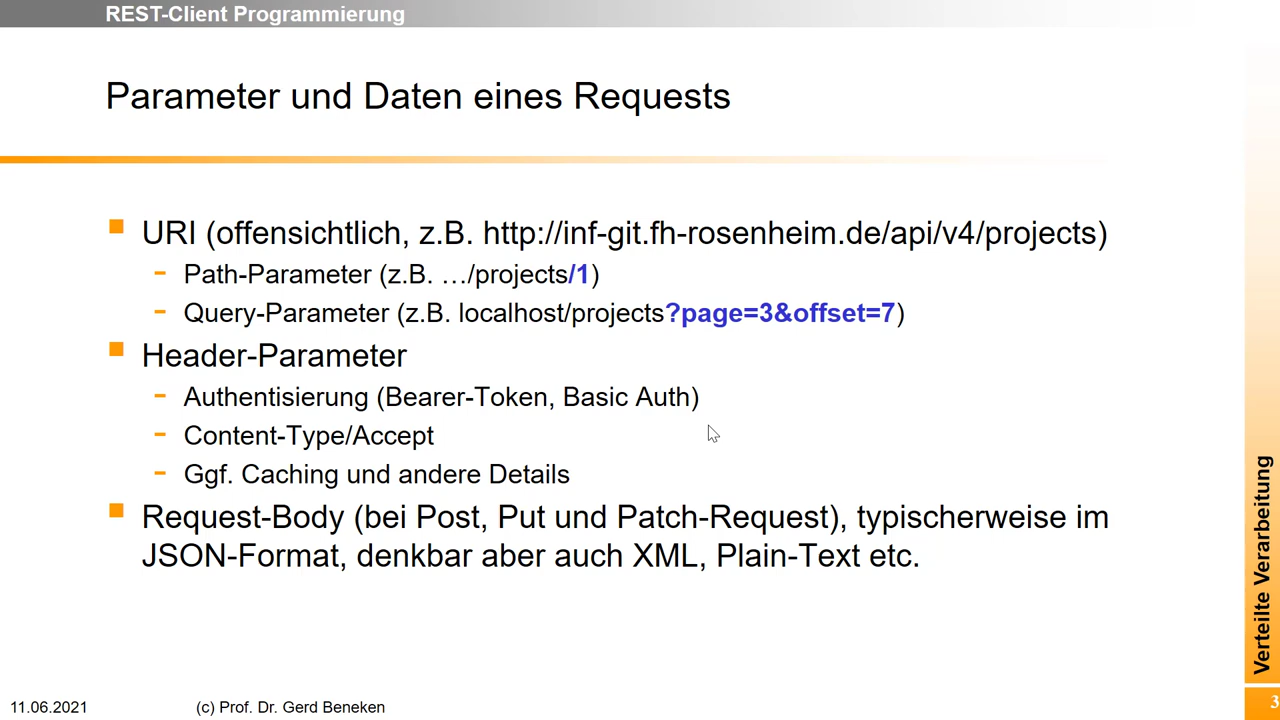 REST-Client Programmierung
Parameter und Daten eines Requests
URI (offensichtlich, z.B. http://inf-git.fh-rosenheim.de/api/v4/projects)
Path-Parameter (z.B. …/projects/1)
Query-Parameter (z.B. localhost/projects?page=3&offset=7)
Header-Parameter
Authentisierung (Bearer-Token, Basic Auth)
Content-Type/Accept
Ggf. Caching und andere Details
Request-Body (bei Post, Put und Patch-Request), typischerweise im
JSON-Format, denkbar aber auch XML, Plain-Text etc.
Verteilte Verarbeitung
11.06.2021
(c) Prof. Dr. Gerd Beneken
3